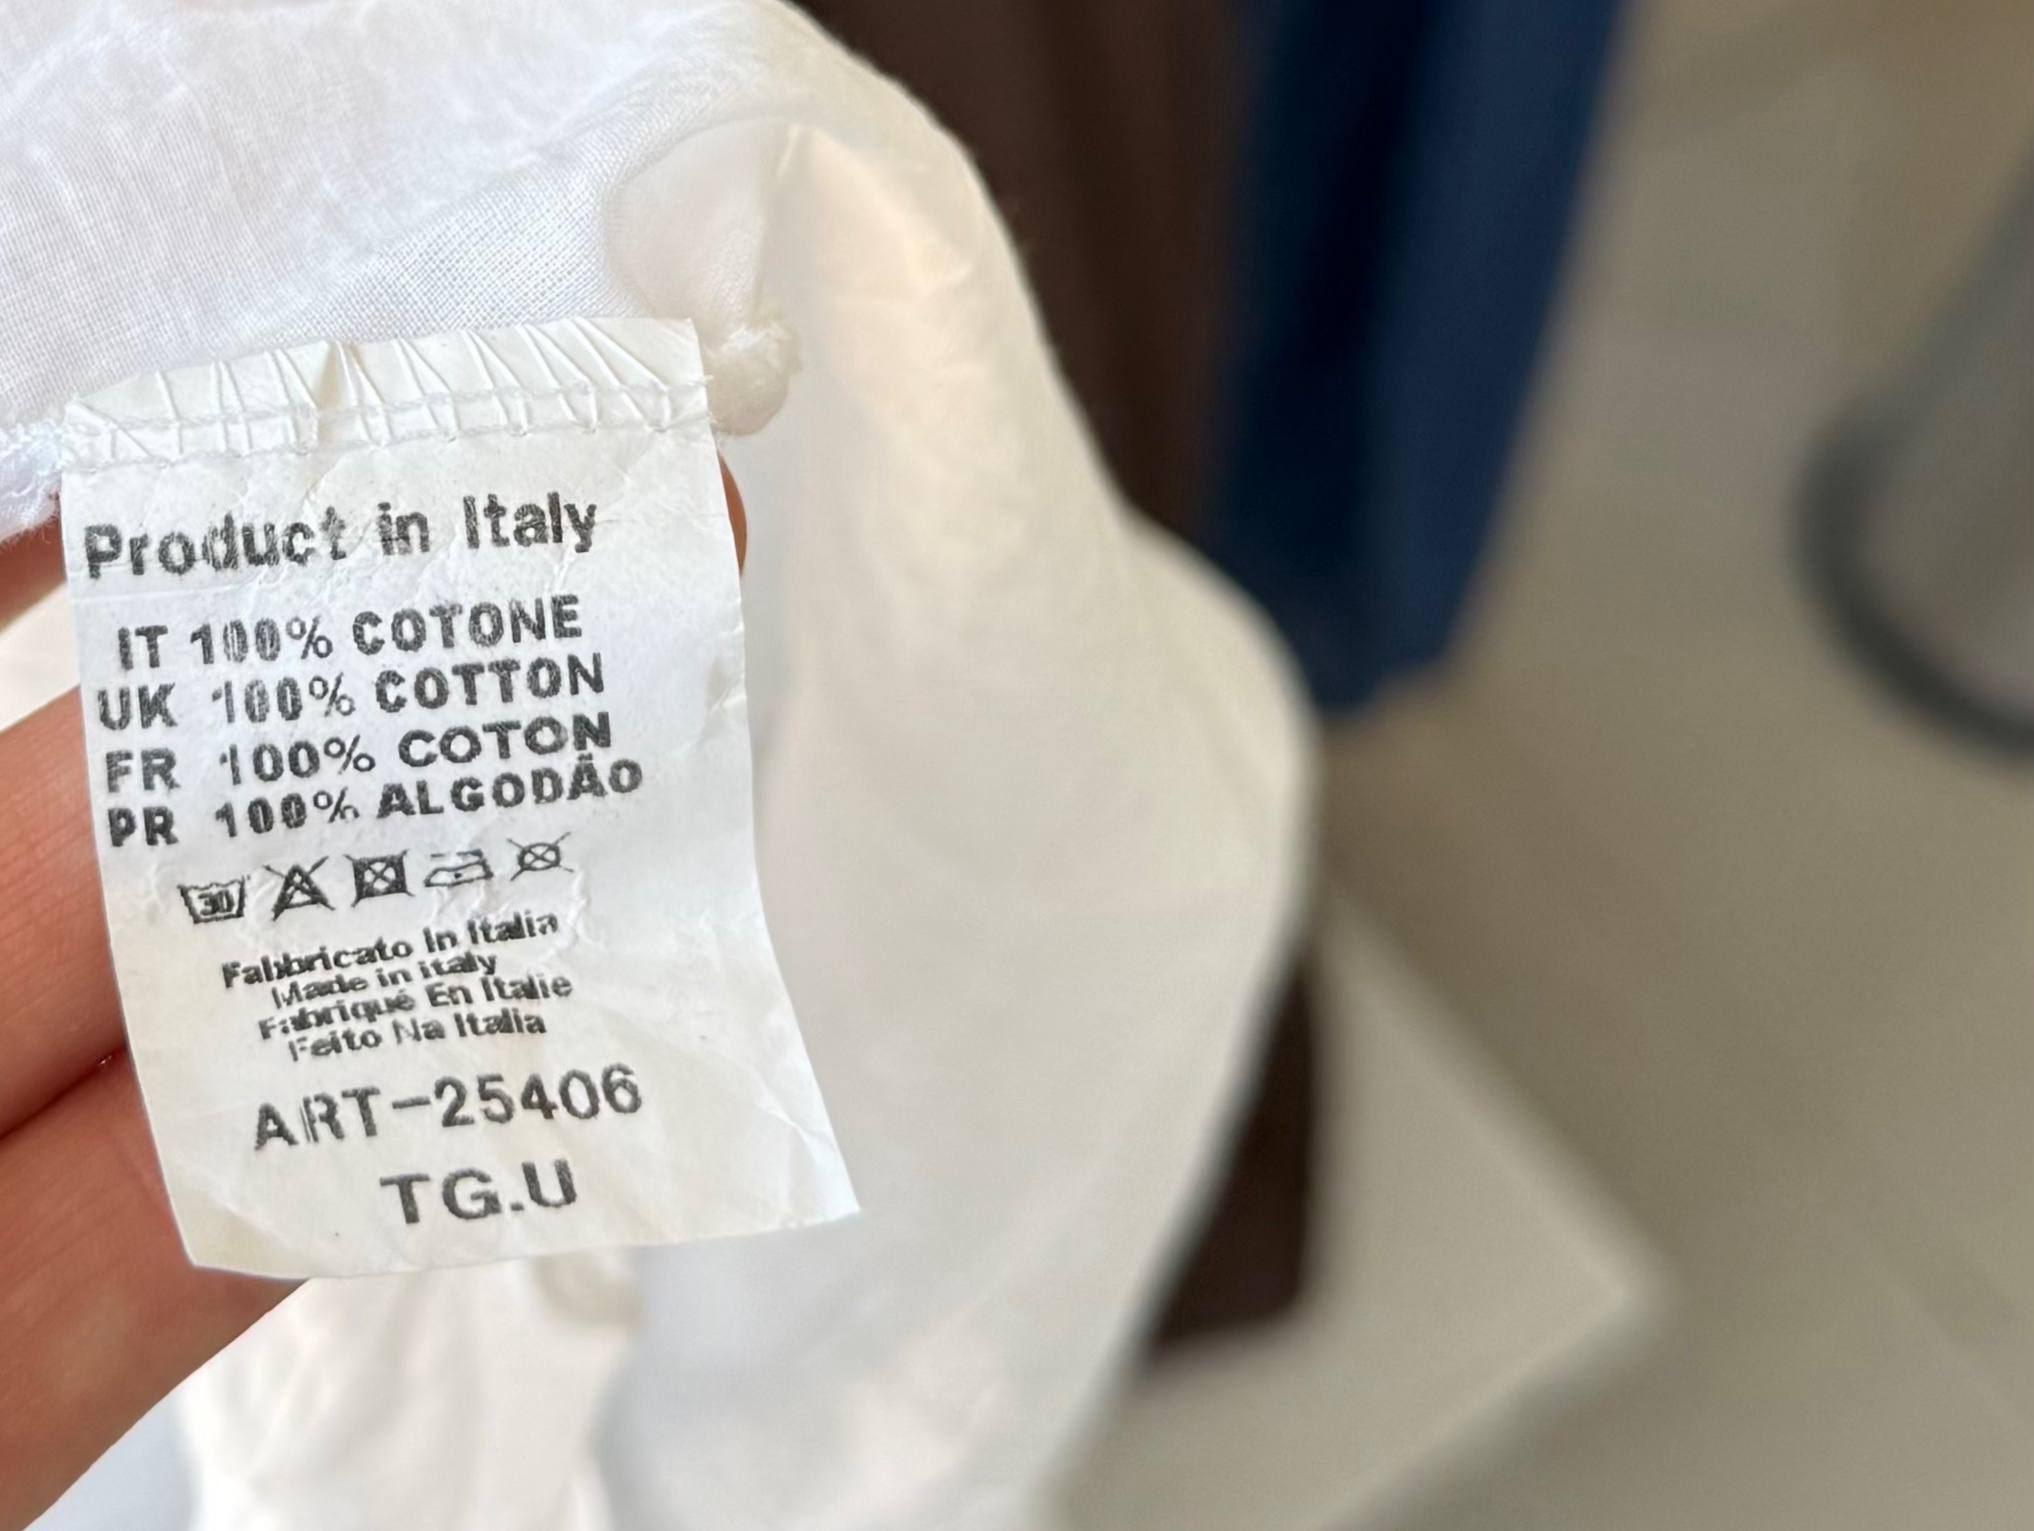 Product in Italy
IT 100% COTONE
UK 100% COTTON
FR 100% COTON
PR 100% ALGODÃO
30
Fabbricato In Italia
Made in italy
Fabriqué En Italie
Feito Na Italia
ART-25406
TG.U